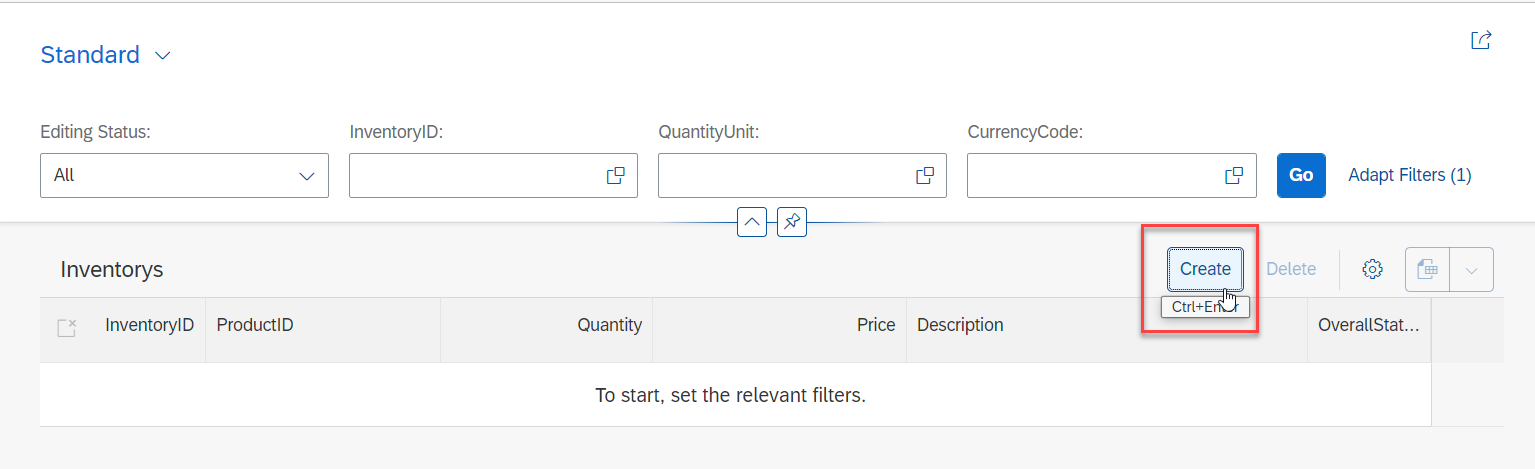 Standard
Editing Status: InventoryID: QuantityUnit: CurrencyCode:
All Go Adapt Filters (1)
Inventorys Create Delete
Ctrl+Enter
InventoryID ProductID Quantity Price Description OverallStat...
To start, set the relevant filters.